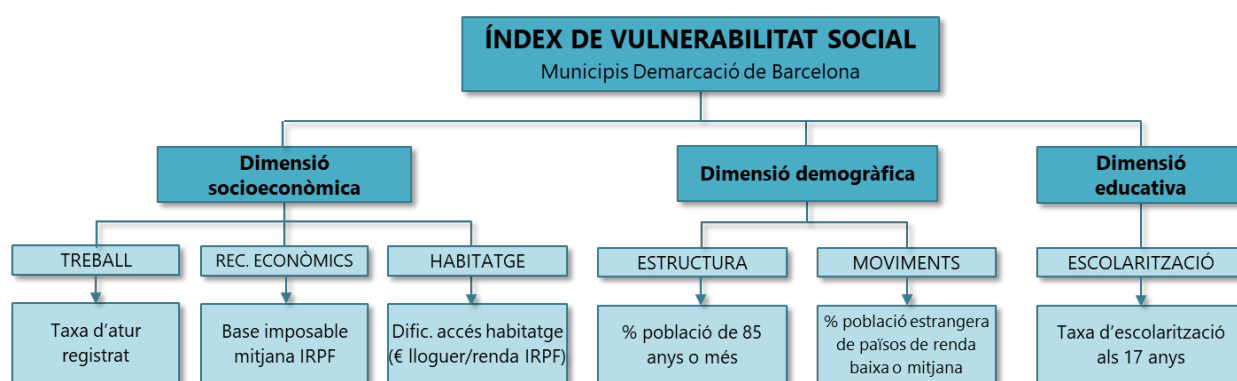 ÍNDEX DE VULNERABILITAT SOCIAL
Municipis Demarcació de Barcelona
Dimensió
socioeconòmica
Dimensió demogràfica
Dimensió
educativa
TREBALL
REC. ECONÒMICS
HABITATGE
ESTRUCTURA
MOVIMENTS
ESCOLARITZACIÓ
Taxa d'atur
registrat
Base imposable
mitjana IRPF
Dific. accés habitatge
(€ lloguer/renda IRPF)
% població de 85
anys o més
% població estrangera
de països de renda
baixa o mitjana
Taxa d'escolarització
als 17 anys